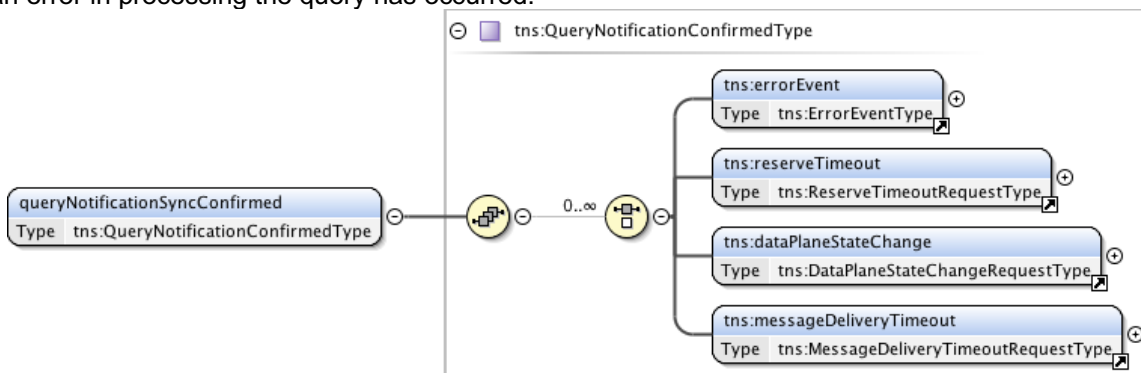 an error in processing the query has occurred.
tns:QueryNotificationConfirmedType
tns:errorEvent
Type tns:ErrorEventType
tns:reserveTimeout
Type tns:ReserveTimeoutRequestType
queryNotificationSyncConfirmed
Type tns:QueryNotificationConfirmedType
0..∞
tns:dataPlaneStateChange
Type tns:DataPlaneStateChangeRequestType
tns:messageDeliveryTimeout
Type tns:MessageDeliveryTimeoutRequestType